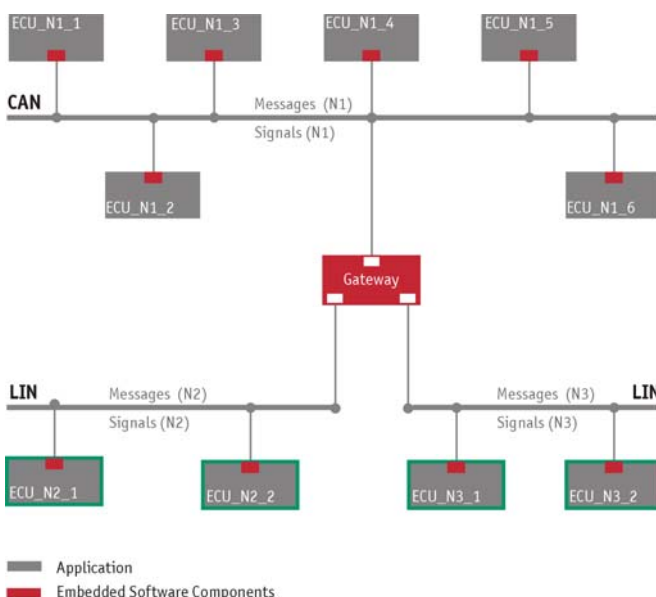 ECU_N1_1
ECU_N1_3
ECU_N1_4
ECU_N1_5
CAN
Messages (N1)
Signals (N1)
ECU_N1_2
ECU_N1_6
Gateway
LIN
Messages (N2)
Signals (N2)
Messages (N3)
LIN
Signals (N3)
ECU_N2_1
ECU_N2_2
ECU_N3_1
ECU_N3_2
Application
Embedded Software Components